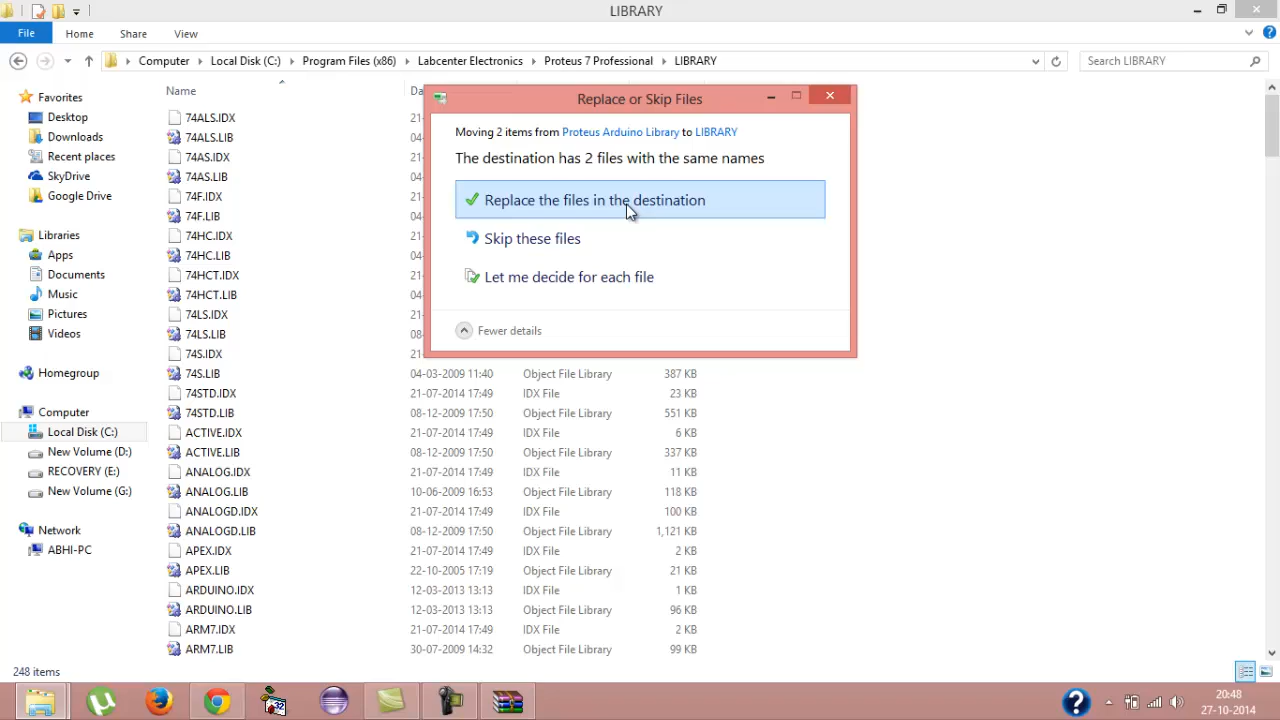 LIBRARY
File Home Share View
Computer Local Disk (C:) Program Files (x86) Labcenter Electronics Proteus 7 Professional LIBRARY
Search LIBRARY
Favorites
Desktop
Downloads
Recent places
SkyDrive
Google Drive
Libraries
Apps
Documents
Music
Pictures
Videos
Homegroup
Computer
Local Disk (C:)
New Volume (D:)
RECOVERY (E:)
New Volume (G:)
Network
ABHI-PC
Name Da
74ALS.IDX 21-
74ALS.LIB 04-
74AS.IDX 21-
74AS.LIB 04-
74F.IDX 21-
74F.LIB 04-
74HC.IDX 21-
74HC.LIB 04-
74HCT.IDX 21-
74HCT.LIB 04-
74LS.IDX 21-
74LS.LIB 08-
74S.IDX 21-
74S.LIB 04-03-2009 11:40 Object File Library 387 KB
74STD.IDX 21-07-2014 17:49 IDX File 23 KB
74STD.LIB 08-12-2009 17:50 Object File Library 551 KB
ACTIVE.IDX 21-07-2014 17:49 IDX File 6 KB
ACTIVE.LIB 08-12-2009 17:50 Object File Library 337 KB
ANALOG.IDX 21-07-2014 17:49 IDX File 11 KB
ANALOG.LIB 10-06-2009 16:53 Object File Library 118 KB
ANALOGD.IDX 21-07-2014 17:49 IDX File 100 KB
ANALOGD.LIB 08-12-2009 17:50 Object File Library 1,121 KB
APEX.IDX 21-07-2014 17:49 IDX File 2 KB
APEX.LIB 22-10-2005 17:19 Object File Library 21 KB
ARDUINO.IDX 12-03-2013 13:13 IDX File 1 KB
ARDUINO.LIB 12-03-2013 13:13 Object File Library 96 KB
ARM7.IDX 21-07-2014 17:49 IDX File 2 KB
ARM7.LIB 30-07-2009 14:32 Object File Library 99 KB
Replace or Skip Files
Moving 2 items from Proteus Arduino Library to LIBRARY
The destination has 2 files with the same names
Replace the files in the destination
Skip these files
Let me decide for each file
Fewer details
248 items
32
20:48
27-10-2014